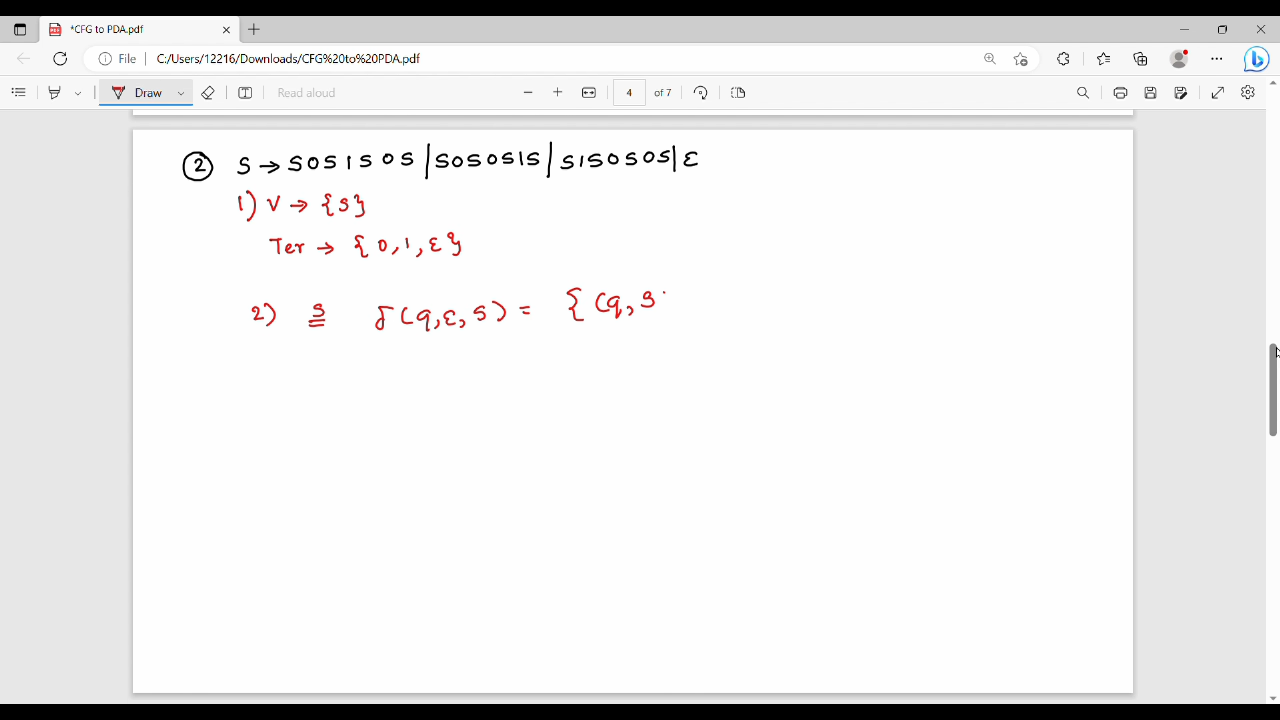 *CFG to PDA.pdf
File C:/Users/12216/Downloads/CFG%20to%20PDA.pdf
Draw Read aloud 4 of 7
② S → S0S1S0S | S0S0S1S | S1S0S0S | ε
1) V → {S}
Ter → {0,1,ε}
2) S δ(q,ε,S) = {(q,S